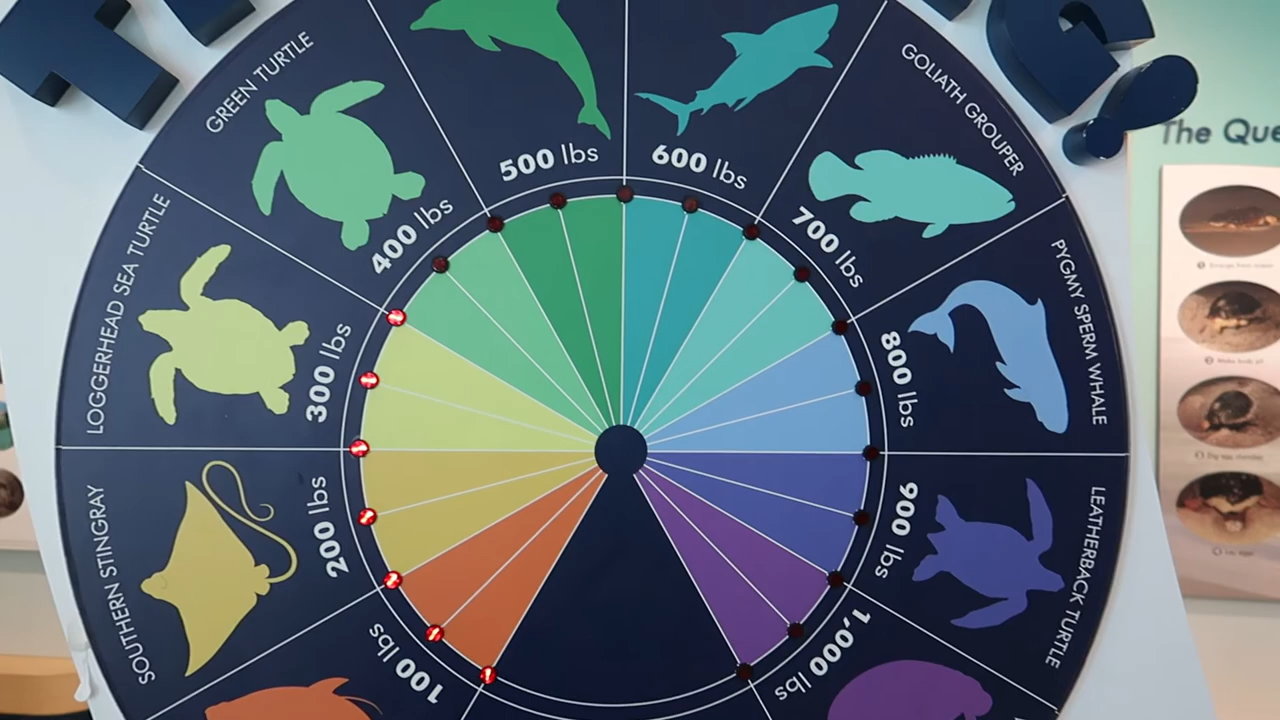 GREEN TURTLE
GOLIATH GROUPER
The Que
500 lbs
600 lbs
400 lbs
700 lbs
LOGGERHEAD SEA TURTLE
PYGMY SPERM WHALE
300 lbs
800 lbs
SOUTHERN STINGRAY
200 lbs
900 lbs
LEATHERBACK TURTLE
100 lbs
1,000 lbs